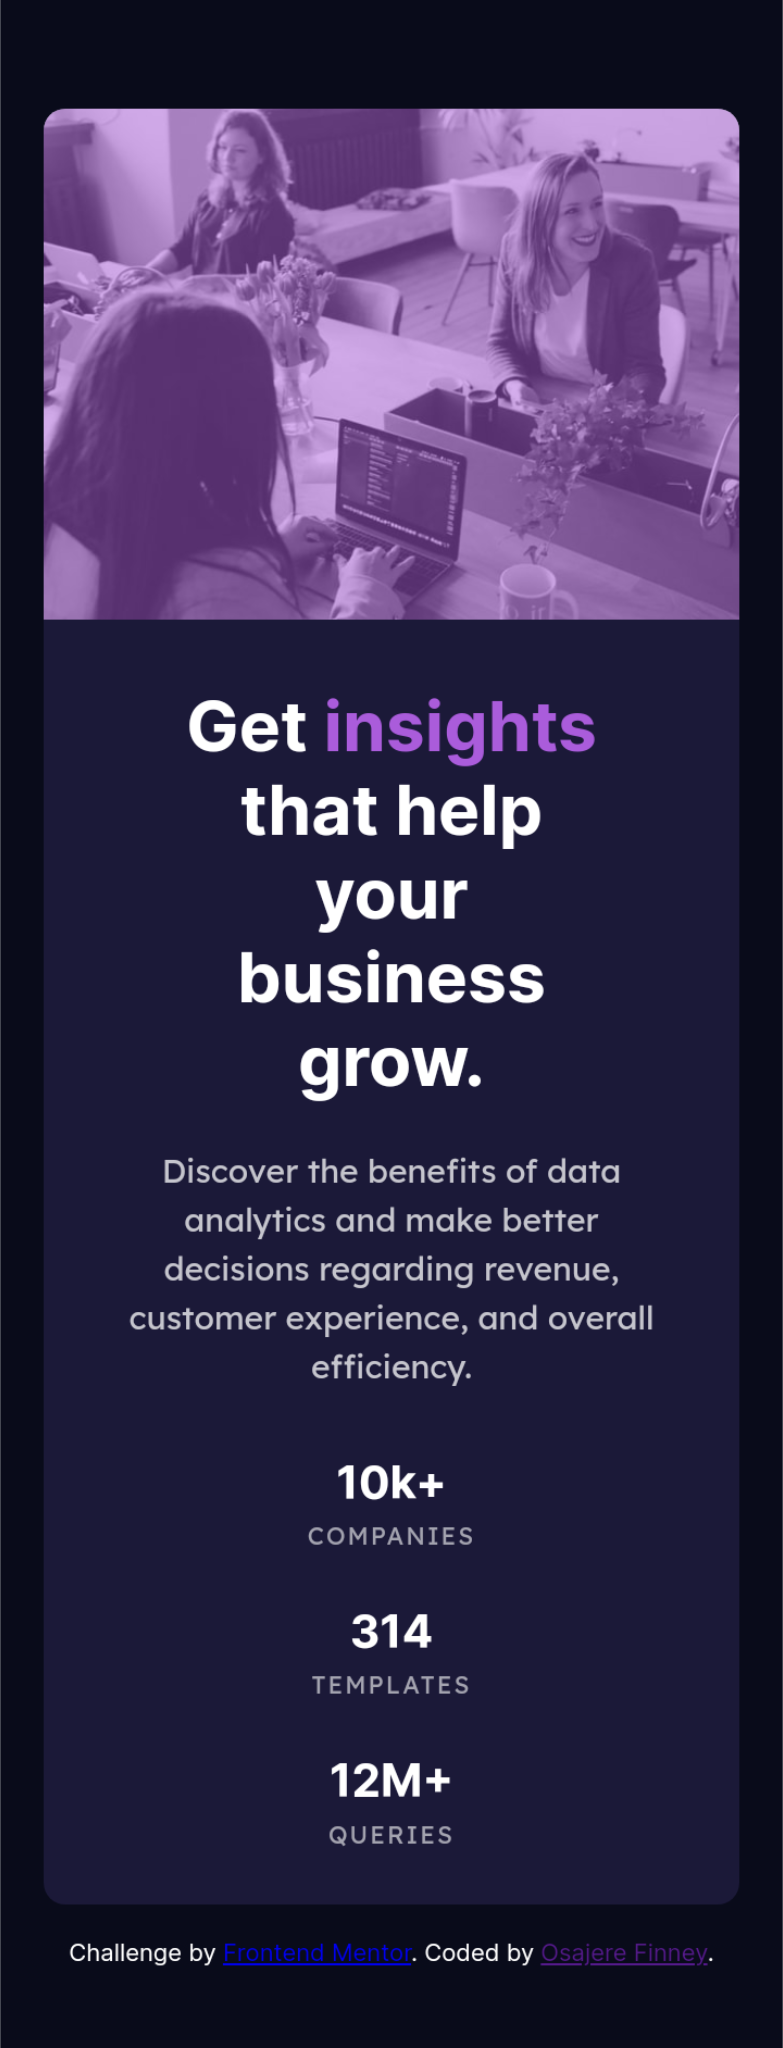 Get insights
that help
your
business
grow.
Discover the benefits of data
analytics and make better
decisions regarding revenue,
customer experience, and overall
efficiency.
10k+
COMPANIES
314
TEMPLATES
12M+
QUERIES
Challenge by Frontend Mentor. Coded by Osajere Finney.